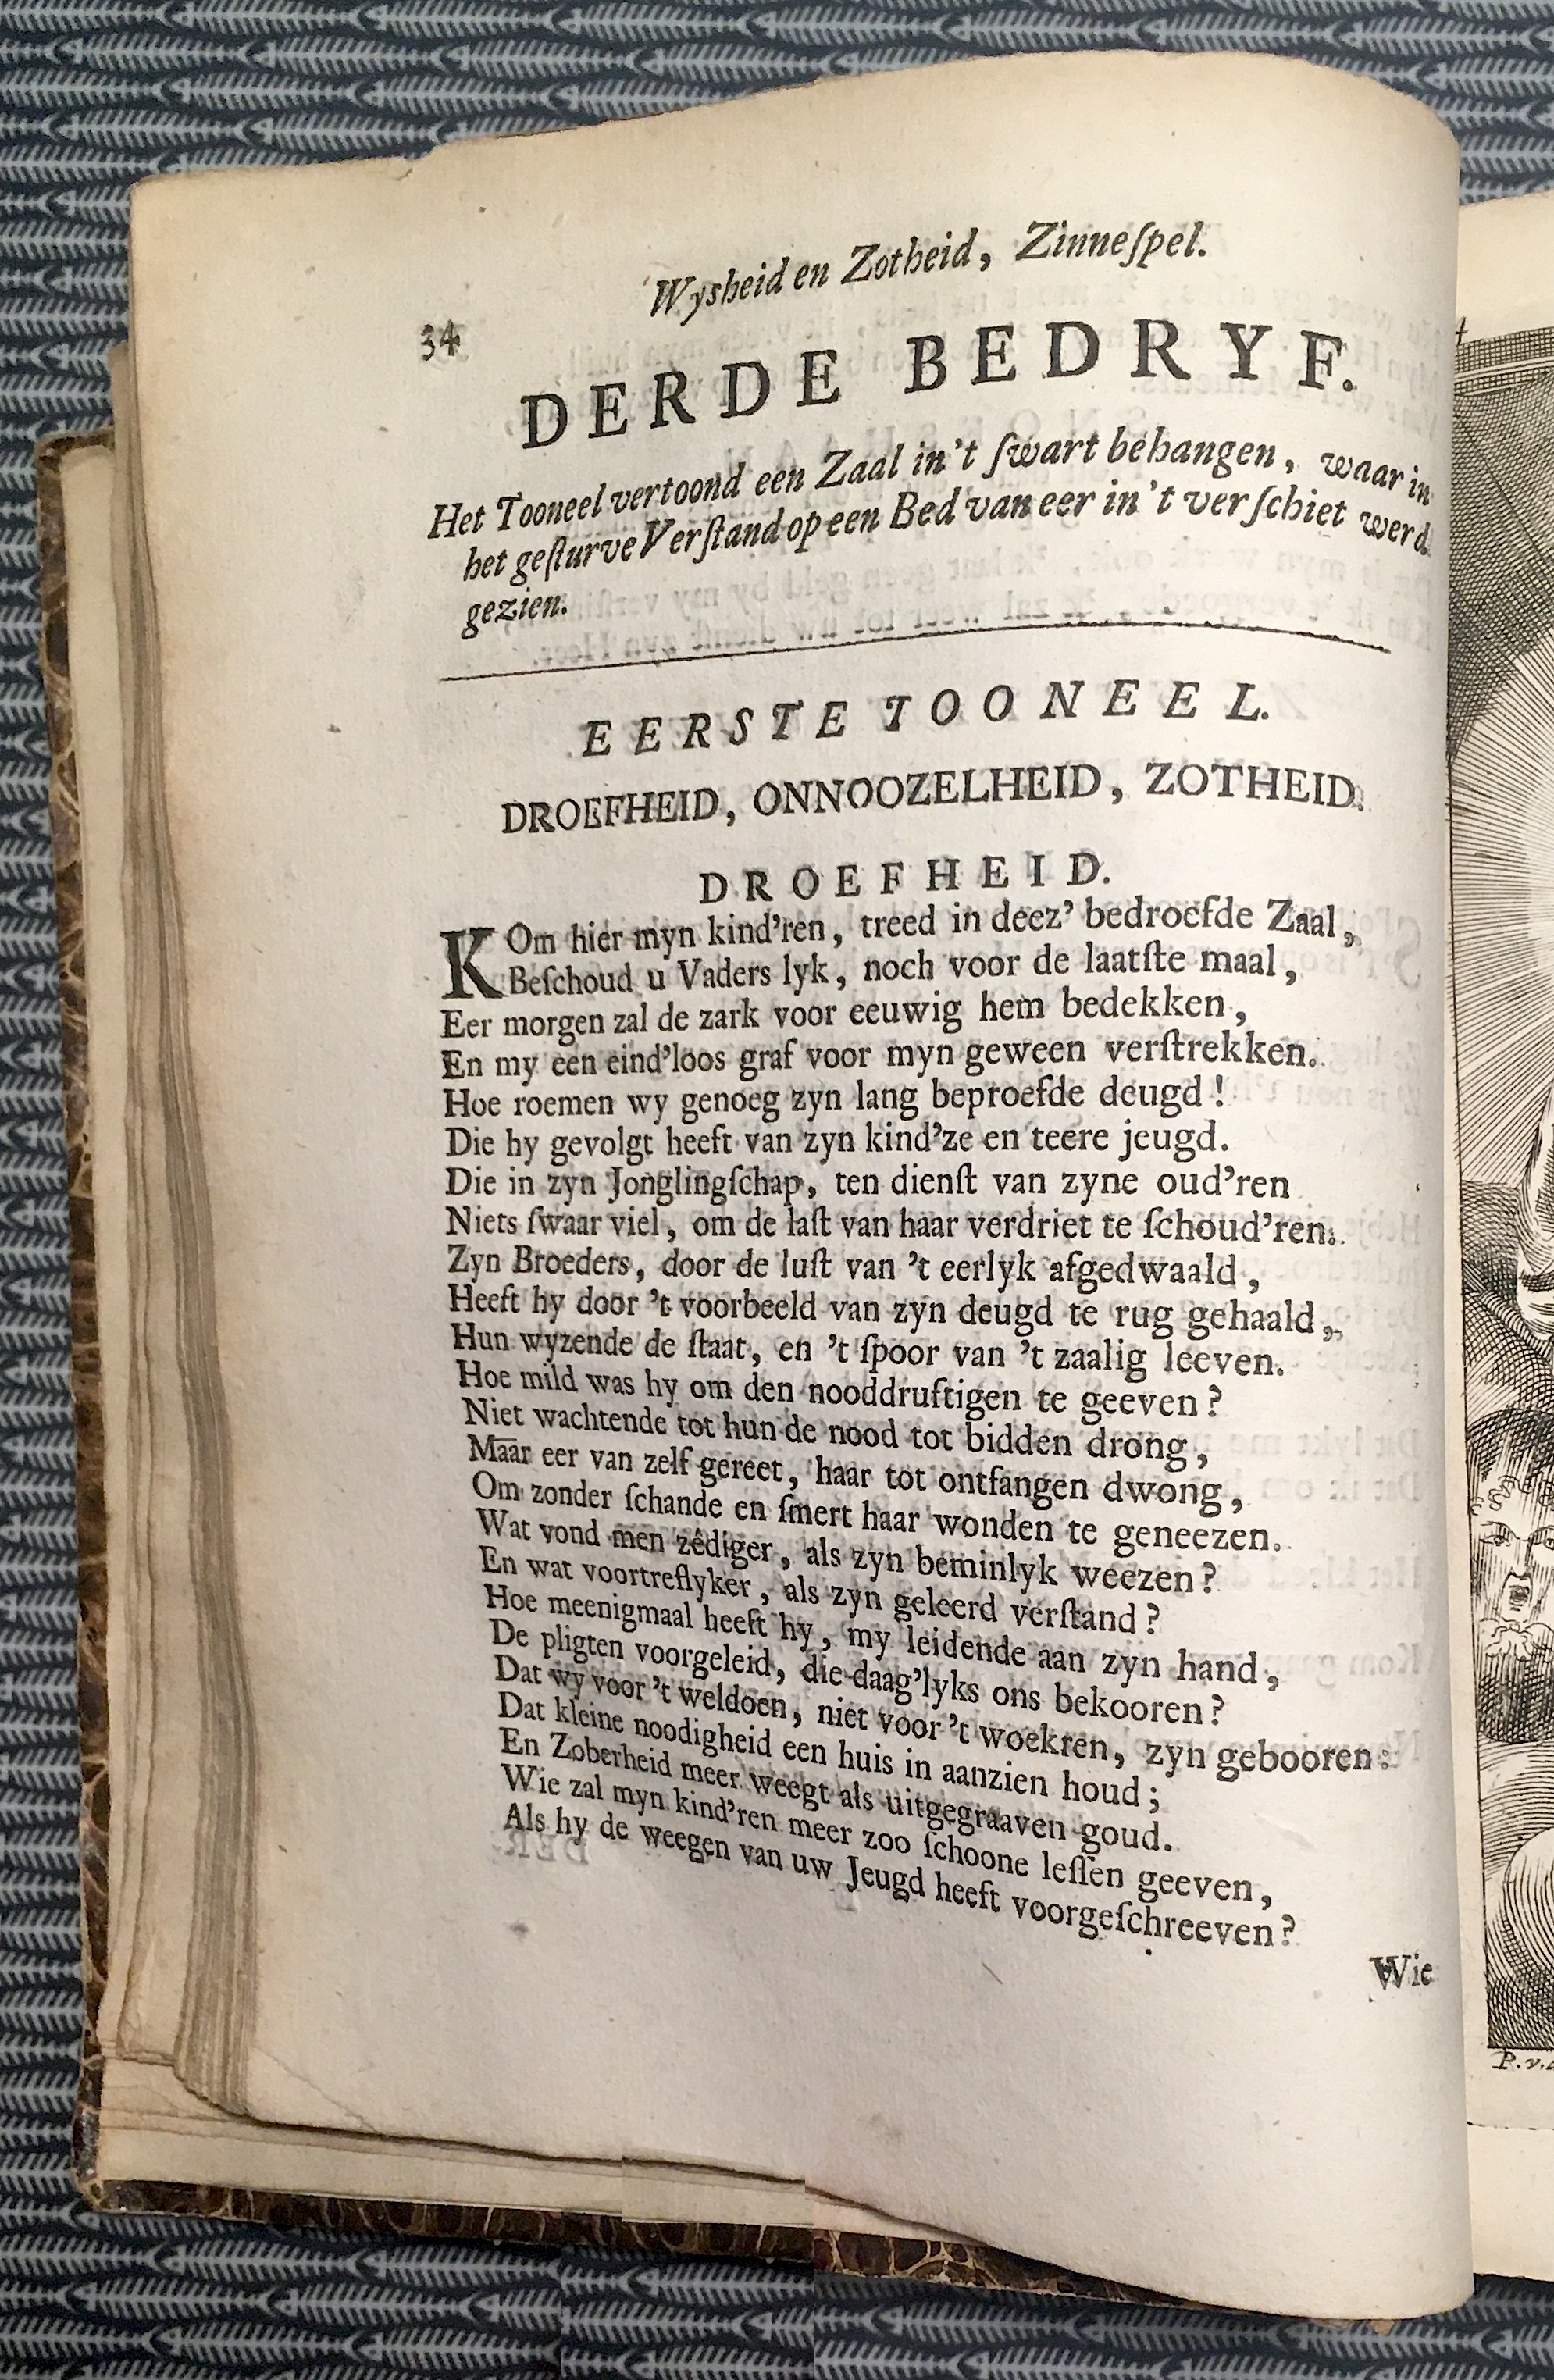 34
Wysheid en Zotheid, Zinneſpel.
DERDE BEDRYF.
Het Tooneel vertoond een Zaal in't ſwart behangen, waar in
het geſturve Verſtand op een Bed van eer in't verſchiet werd
gezien.
EERSTE TOONEEL.
DROEFHEID, ONNOOZELHEID, ZOTHEID.
DROEFHEID.
KOm hier myn kind'ren, treed in deez' bedroefde Zaal,
Beſchoud u Vaders lyk, noch voor de laatſte maal,
Eer morgen zal de zark voor eeuwig hem bedekken,
En my een eind'loos graf voor myn geween verſtrekken.
Hoe roemen wy genoeg zyn lang beproefde deugd!
Die hy gevolgt heeft van zyn kind'ze en teere jeugd.
Die in zyn Jonglingſchap, ten dienſt van zyne oud'ren
Niets ſwaar viel, om de laſt van haar verdriet te ſchoud'ren.
Zyn Broeders, door de luſt van 't eerlyk afgedwaald,
Heeft hy door 't voorbeeld van zyn deugd te rug gehaald,
Hun wyzende de ſtaat, en 't ſpoor van 't zaalig leeven.
Hoe mild was hy om den nooddruftigen te geeven?
Niet wachtende tot hun de nood tot bidden drong,
Maar eer van zelf gereet, haar tot ontfangen dwong,
Om zonder ſchande en ſmert haar wonden te geneezen.
Wat vond men zêdiger, als zyn beminlyk weezen?
En wat voortreflyker, als zyn geleerd verſtand?
Hoe meenigmaal heeft hy, my leidende aan zyn hand,
De pligten voorgeleid, die daag'lyks ons bekooren?
Dat wy voor 't weldoen, niet voor 't woekren, zyn gebooren:
Dat kleine noodigheid een huis in aanzien houd;
En Zoberheid meer weegt als uitgegraaven goud.
Wie zal myn kind'ren meer zoo ſchoone leſſen geeven,
Als hy de weegen van uw Jeugd heeft voorgeſchreeven?
Wie